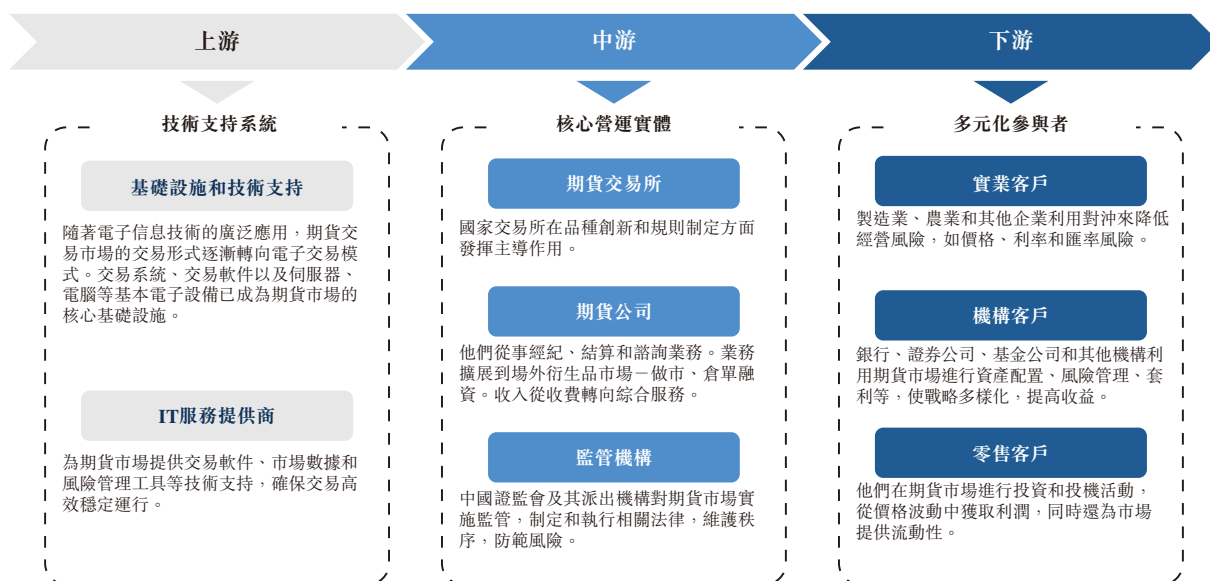 上游
中游
下游
技術支持系統
基礎設施和技術支持
隨著電子信息技術的廣泛應用，期貨交
易市場的交易形式逐漸轉向電子交易模
式。交易系統、交易軟件以及伺服器、
電腦等基本電子設備已成為期貨市場的
核心基礎設施。
IT服務提供商
為期貨市場提供交易軟件、市場數據和
風險管理工具等技術支持，確保交易高
效穩定運行。
核心營運實體
期貨交易所
國家交易所在品種創新和規則制定方面
發揮主導作用。
期貨公司
他們從事經紀、結算和諮詢業務。業務
擴展到場外衍生品市場－做市、倉單融
資。收入從收費轉向綜合服務。
監管機構
中國證監會及其派出機構對期貨市場實
施監管，制定和執行相關法律，維護秩
序，防範風險。
多元化參與者
實業客戶
製造業、農業和其他企業利用對沖來降低
經營風險，如價格、利率和匯率風險。
機構客戶
銀行、證券公司、基金公司和其他機構利
用期貨市場進行資產配置、風險管理、套
利等，使戰略多樣化，提高收益。
零售客戶
他們在期貨市場進行投資和投機活動，
從價格波動中獲取利潤，同時還為市場
提供流動性。